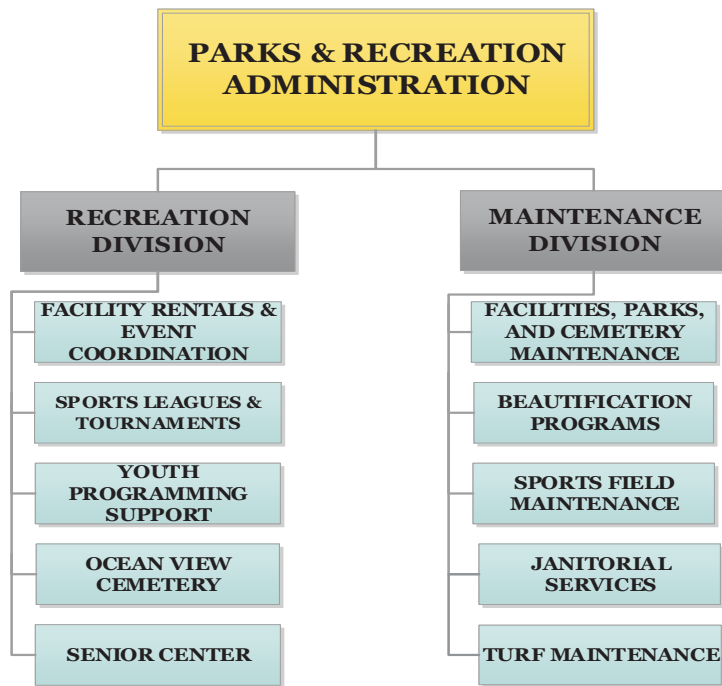 PARKS & RECREATION
ADMINISTRATION
RECREATION
DIVISION
FACILITY RENTALS &
EVENT
COORDINATION
SPORTS LEAGUES &
TOURNAMENTS
YOUTH
PROGRAMMING
SUPPORT
OCEAN VIEW
CEMETERY
SENIOR CENTER
MAINTENANCE
DIVISION
FACILITIES, PARKS,
AND CEMETERY
MAINTENANCE
BEAUTIFICATION
PROGRAMS
SPORTS FIELD
MAINTENANCE
JANITORIAL
SERVICES
TURF MAINTENANCE